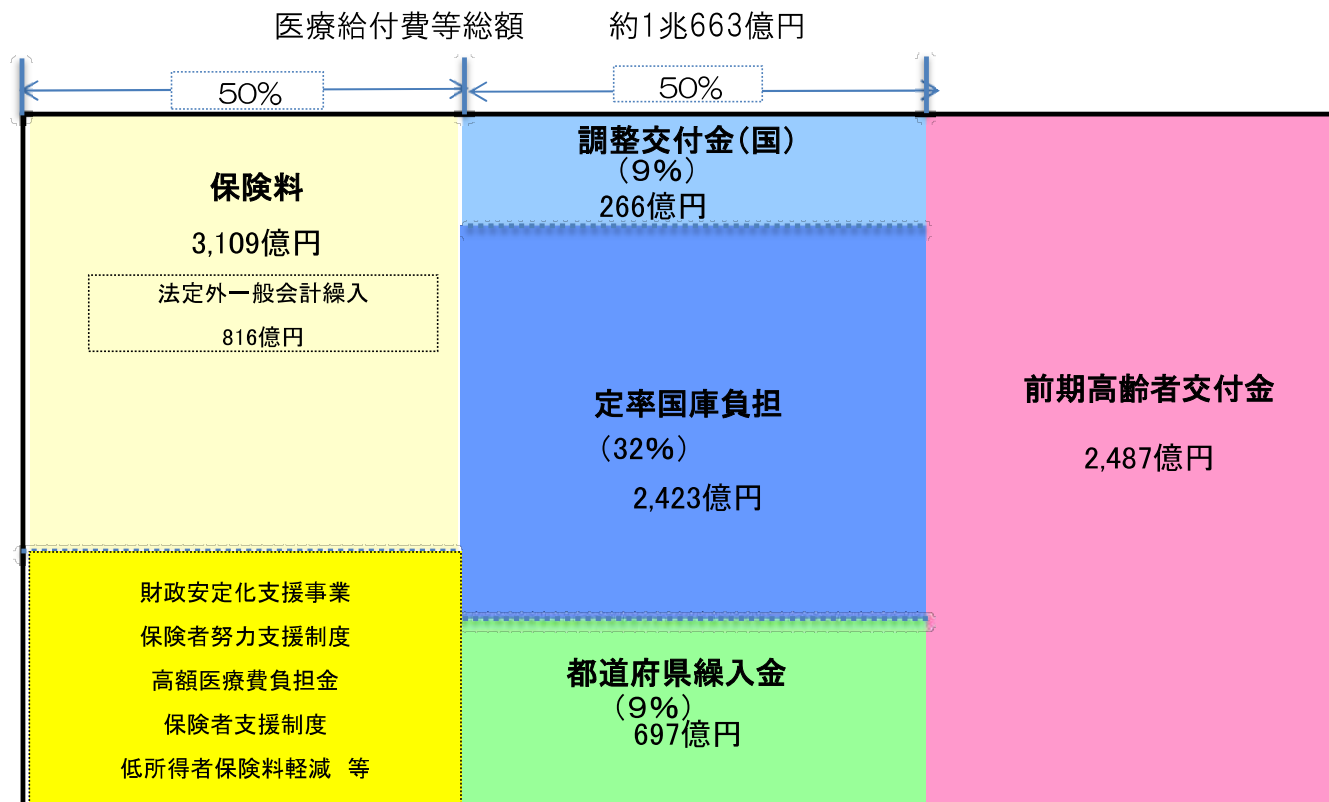 医療給付費等総額　　約1兆663億円
50%
50%
保険料
3,109億円
法定外一般会計繰入
816億円
財政安定化支援事業
保険者努力支援制度
高額医療費負担金
保険者支援制度
低所得者保険料軽減　等
調整交付金(国)
(9%)
266億円
定率国庫負担
(32%)
2,423億円
都道府県繰入金
(9%)
697億円
前期高齢者交付金
2,487億円